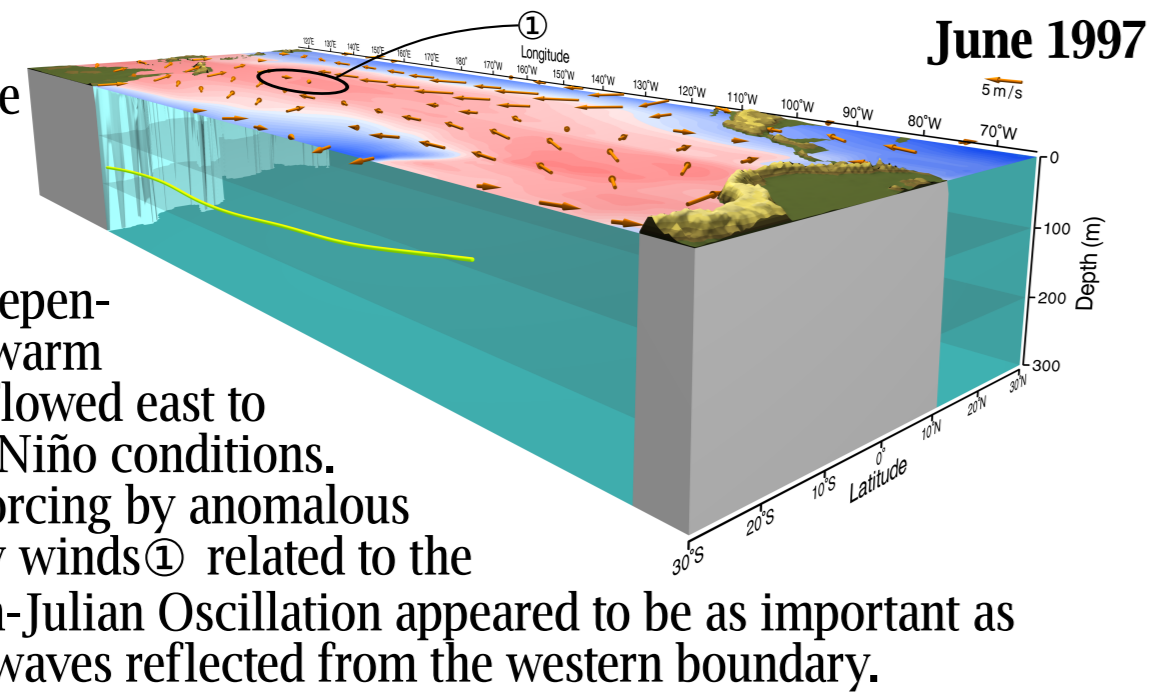 ①
June 1997
Longitude
120°E 130°E 140°E 150°E 160°E 170°E 180° 170°W 160°W 150°W 140°W 130°W 120°W 110°W 100°W 90°W 80°W 70°W
5 m/s
e
0
100
200
300
Depth (m)
30°N
20°N
10°N
0°
10°S
20°S
30°S
Latitude
epen-
warm
lowed east to
Niño conditions.
orcing by anomalous
y winds① related to the
n-Julian Oscillation appeared to be as important as
waves reflected from the western boundary.